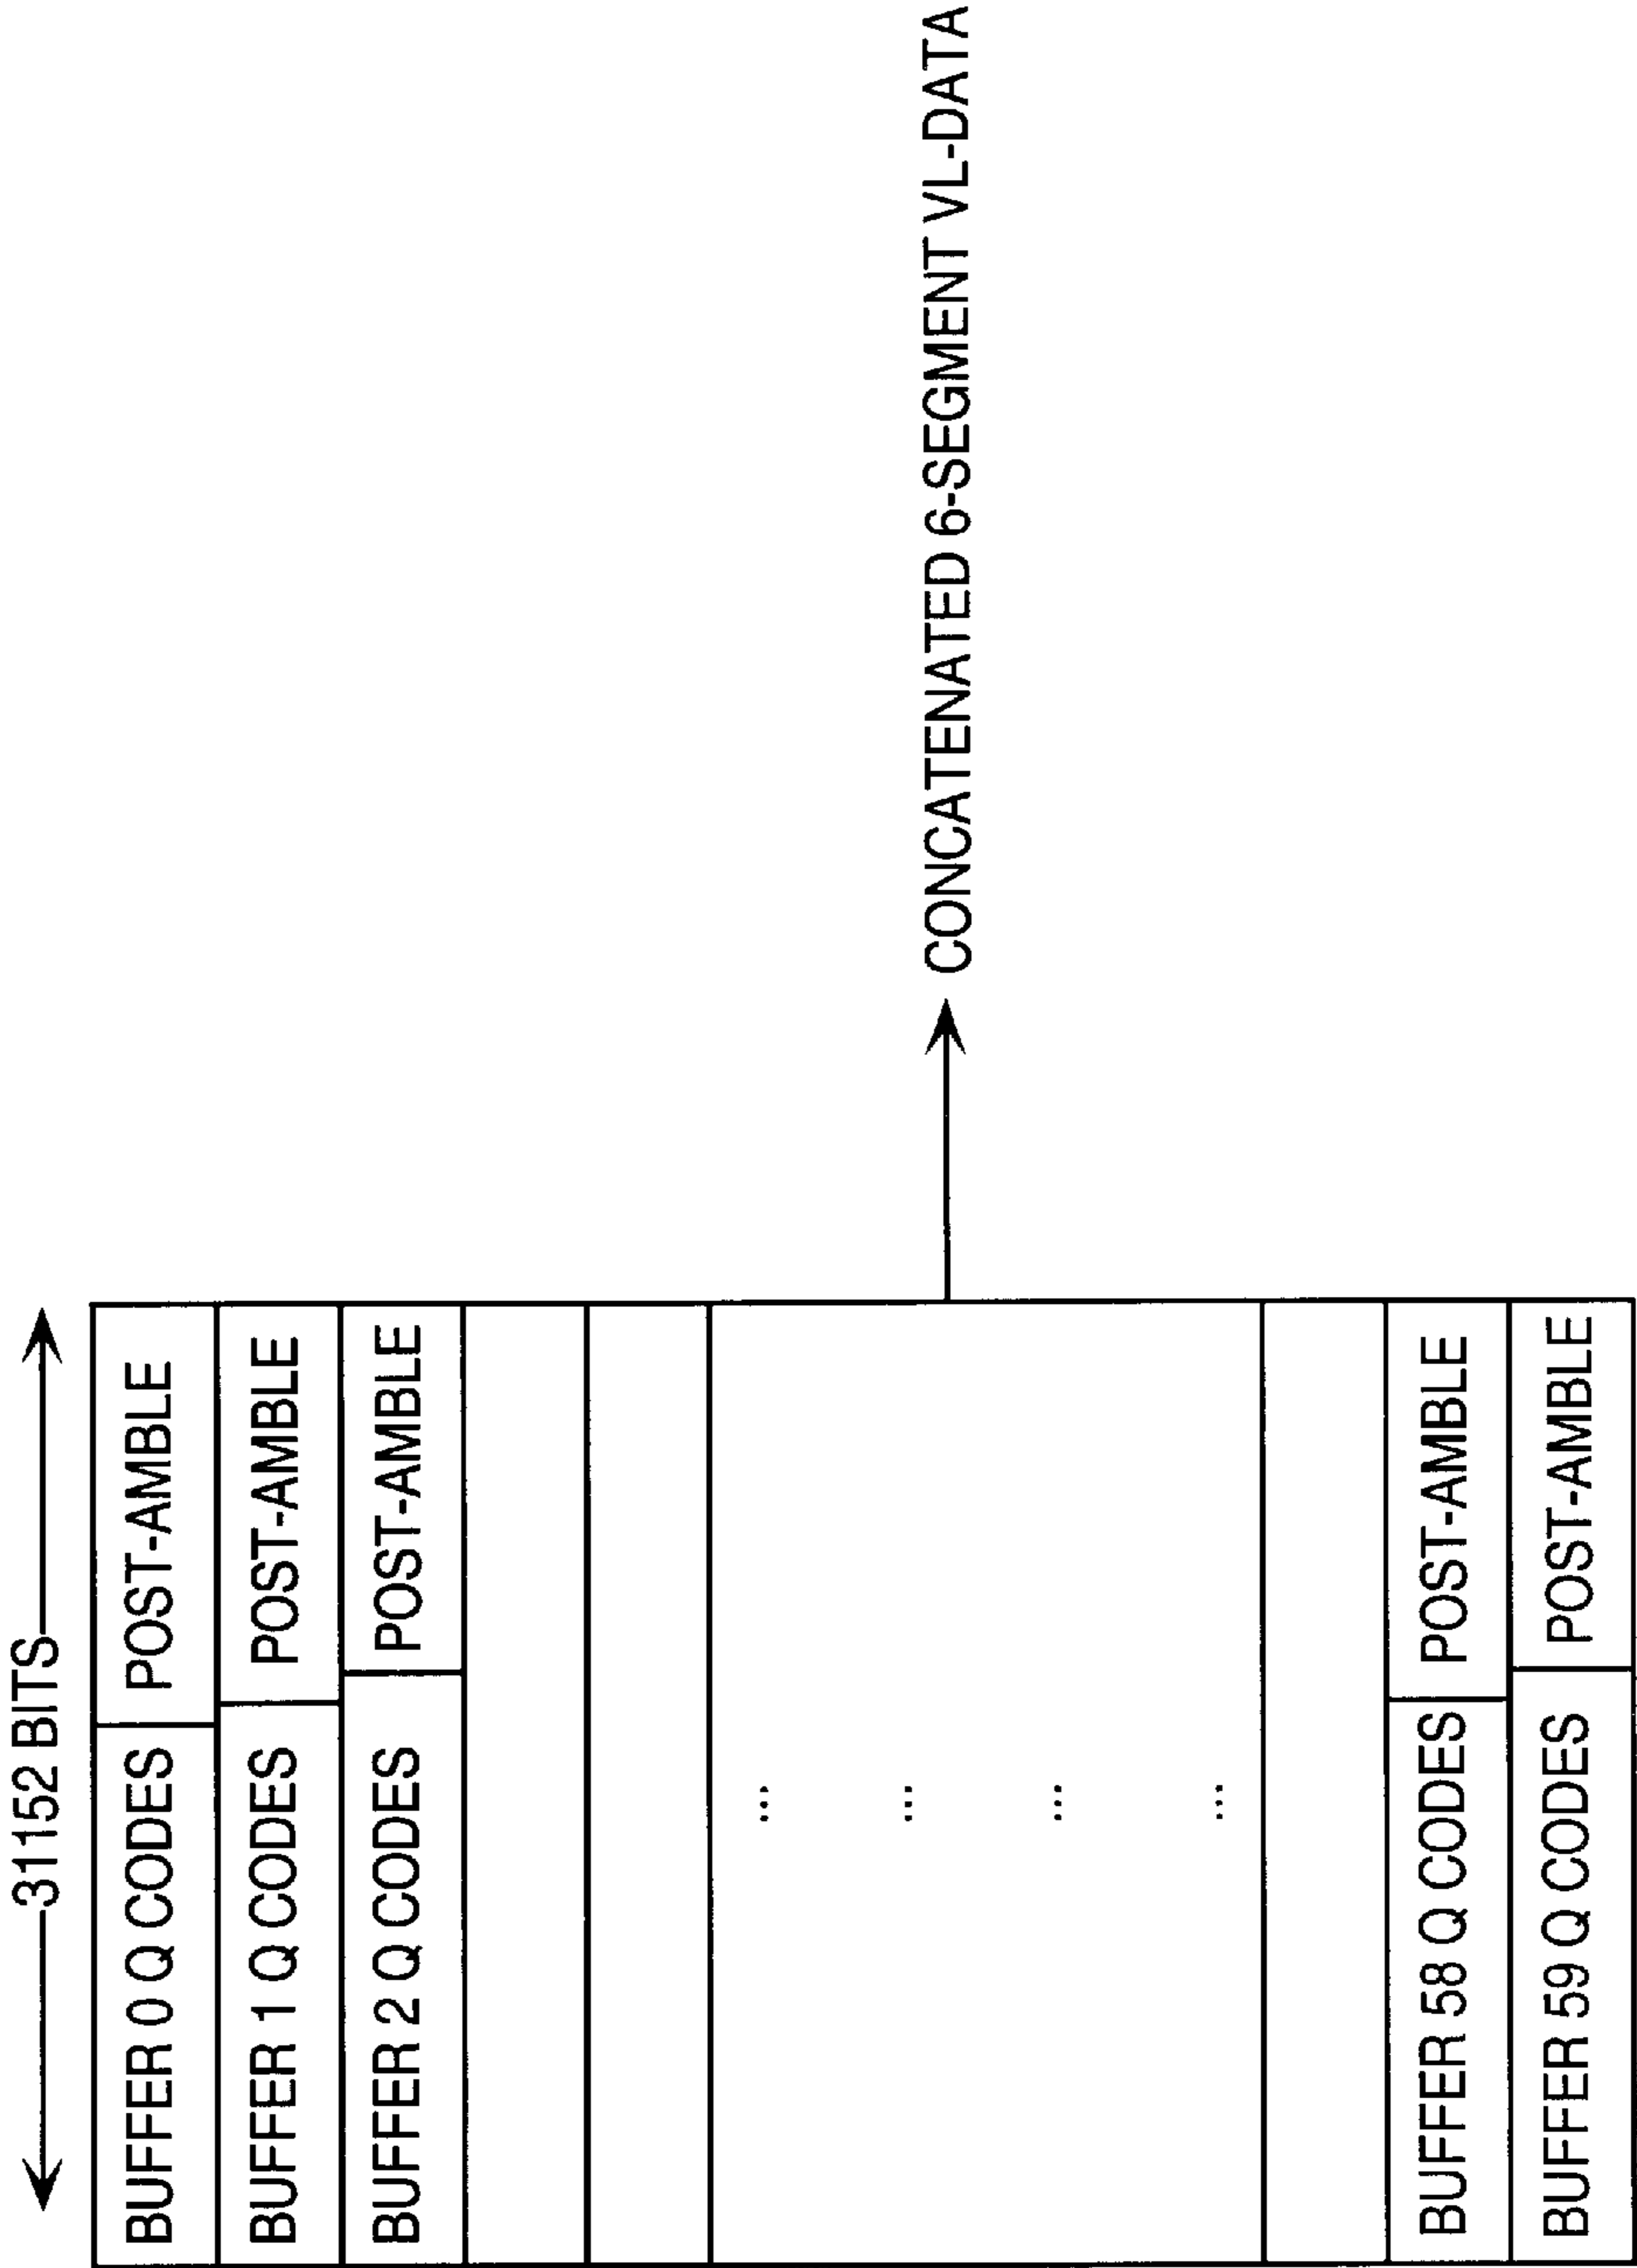 31152 BITS
BUFFER 0 Q CODES POST-AMBLE
BUFFER 1 Q CODES POST-AMBLE
BUFFER 2 Q CODES POST-AMBLE
...
...
...
...
BUFFER 58 Q CODES POST-AMBLE
BUFFER 59 Q CODES POST-AMBLE
CONCATENATED 6-SEGMENT VL-DATA